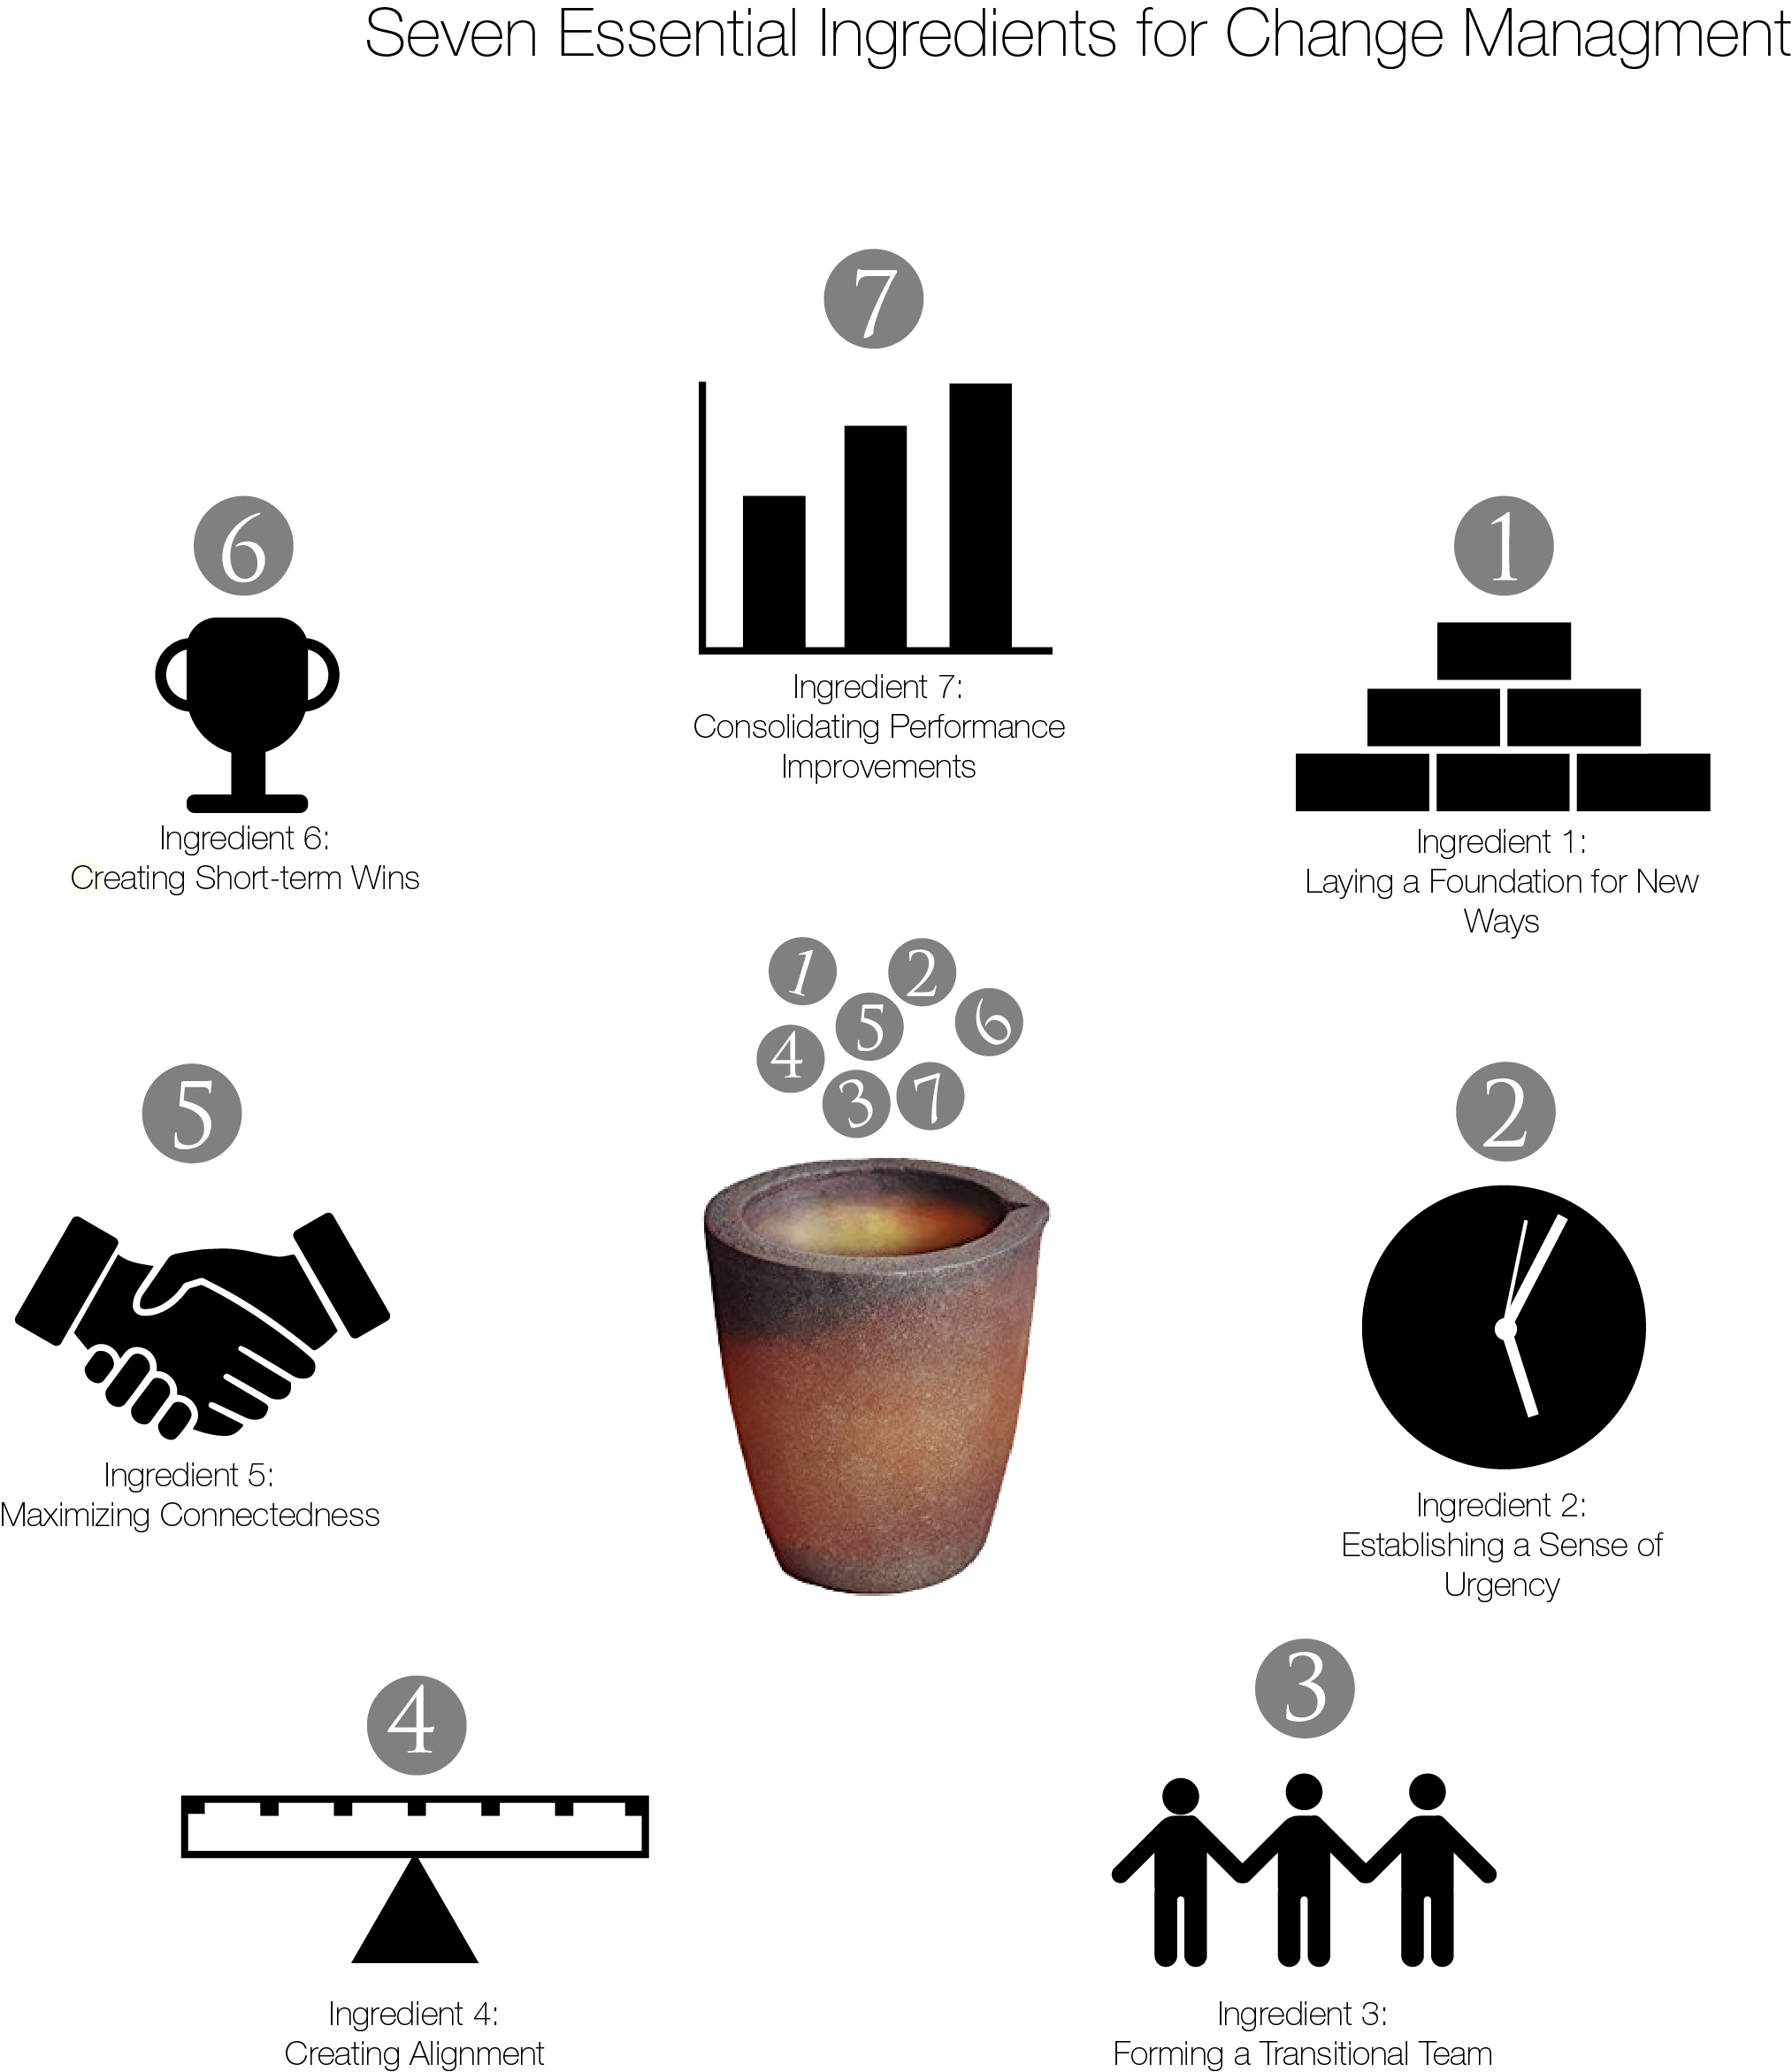 Seven Essential Ingredients for Change Managment
7
Ingredient 7:
Consolidating Performance
Improvements
6
Ingredient 6:
Creating Short-term Wins
1
Ingredient 1:
Laying a Foundation for New
Ways
1
2
5
6
4
3
7
5
Ingredient 5:
Maximizing Connectedness
2
Ingredient 2:
Establishing a Sense of
Urgency
4
Ingredient 4:
Creating Alignment
3
Ingredient 3:
Forming a Transitional Team